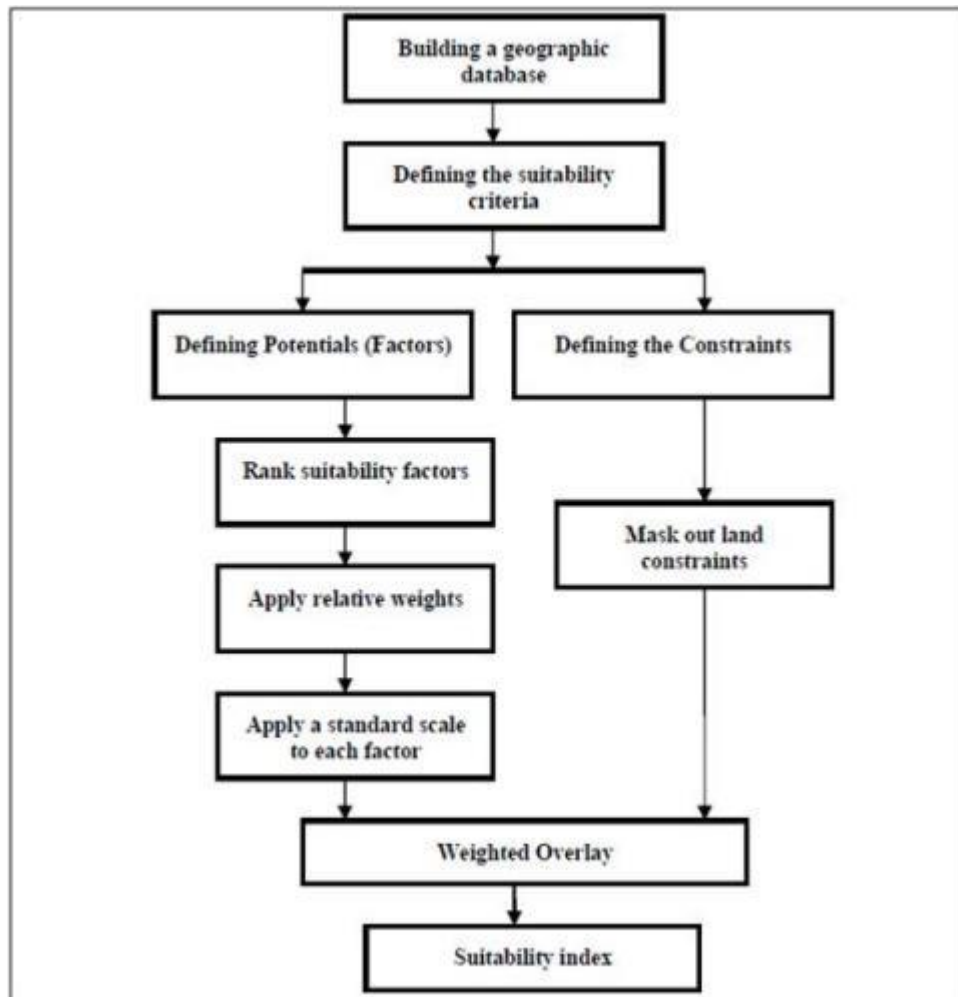 Building a geographic
database
Defining the suitability
criteria
Defining Potentials (Factors)
Defining the Constraints
Rank suitability factors
Mask out land
constraints
Apply relative weights
Apply a standard scale
to each factor
Weighted Overlay
Suitability index